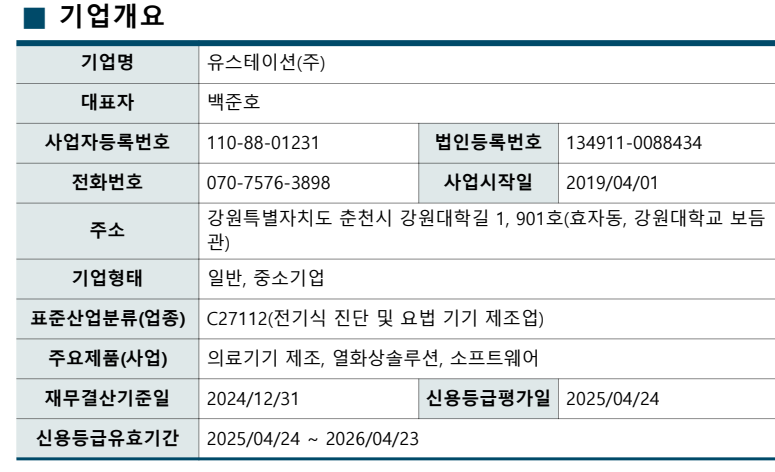 ■ 기업개요
기업명 유스테이션(주)
대표자 백준호
사업자등록번호 110-88-01231 법인등록번호 134911-0088434
전화번호 070-7576-3898 사업시작일 2019/04/01
주소 강원특별자치도 춘천시 강원대학길 1, 901호(효자동, 강원대학교 보듬
관)
기업형태 일반, 중소기업
표준산업분류(업종) C27112(전기식 진단 및 요법 기기 제조업)
주요제품(사업) 의료기기 제조, 열화상솔루션, 소프트웨어
재무결산기준일 2024/12/31 신용등급평가일 2025/04/24
신용등급유효기간 2025/04/24 ~ 2026/04/23